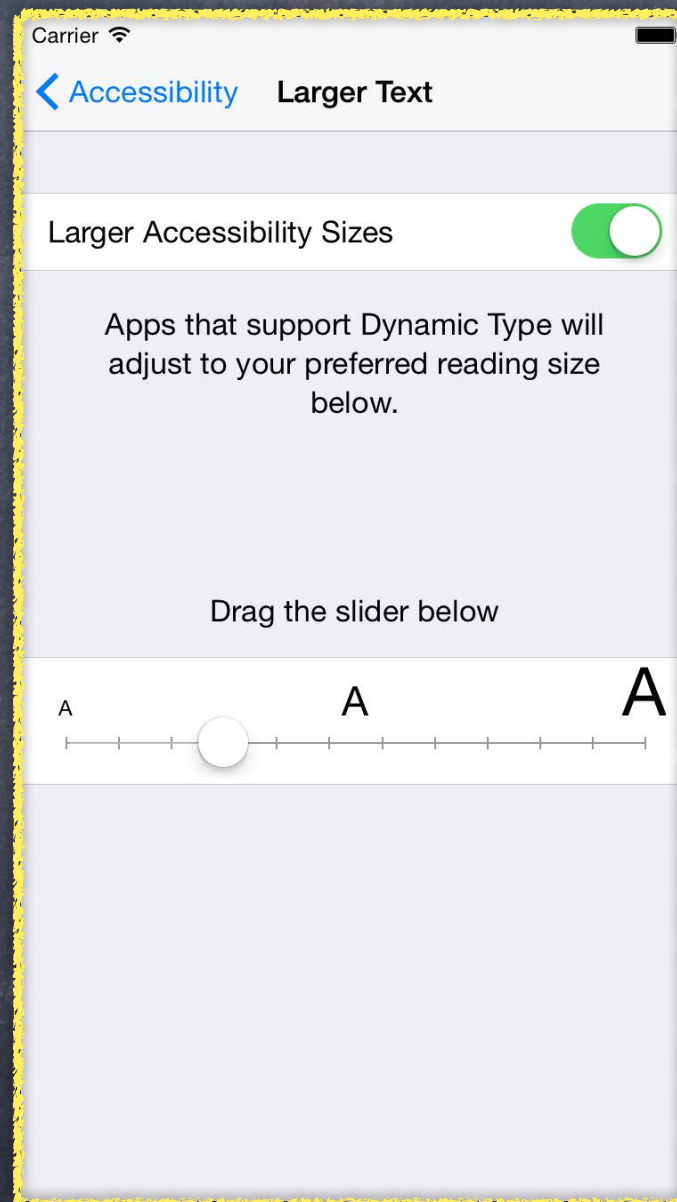 Carrier
Accessibility Larger Text
Larger Accessibility Sizes
Apps that support Dynamic Type will
adjust to your preferred reading size
below.
Drag the slider below
A A A